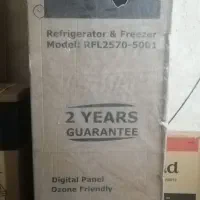 Refrigerator & Freezer
Model: RFL2570-5001
2 YEARS
GUARANTEE
Digital Panel
Ozone Friendly
d